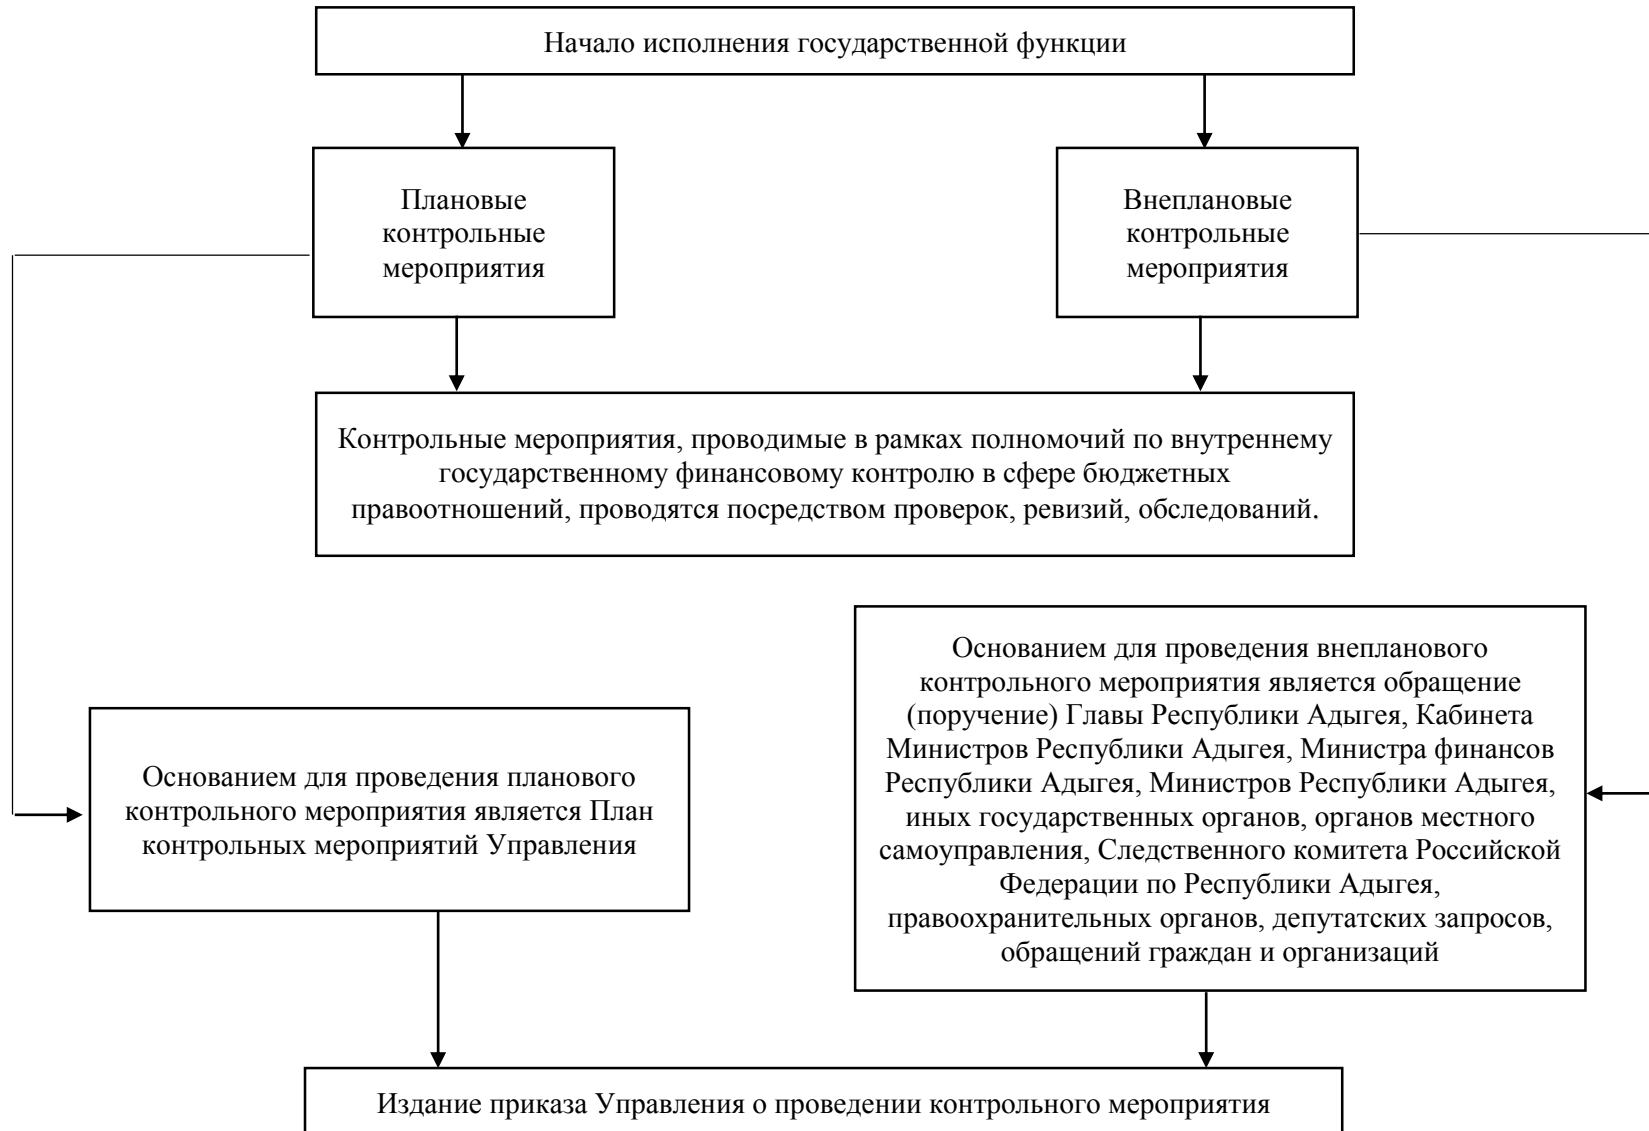 Начало исполнения государственной функции
Плановые
контрольные
мероприятия
Внеплановые
контрольные
мероприятия
Контрольные мероприятия, проводимые в рамках полномочий по внутреннему
государственному финансовому контролю в сфере бюджетных
правоотношений, проводятся посредством проверок, ревизий, обследований.
Основанием для проведения планового
контрольного мероприятия является План
контрольных мероприятий Управления
Основанием для проведения внепланового
контрольного мероприятия является обращение
(поручение) Главы Республики Адыгея, Кабинета
Министров Республики Адыгея, Министра финансов
Республики Адыгея, Министров Республики Адыгея,
иных государственных органов, органов местного
самоуправления, Следственного комитета Российской
Федерации по Республики Адыгея,
правоохранительных органов, депутатских запросов,
обращений граждан и организаций
Издание приказа Управления о проведении контрольного мероприятия